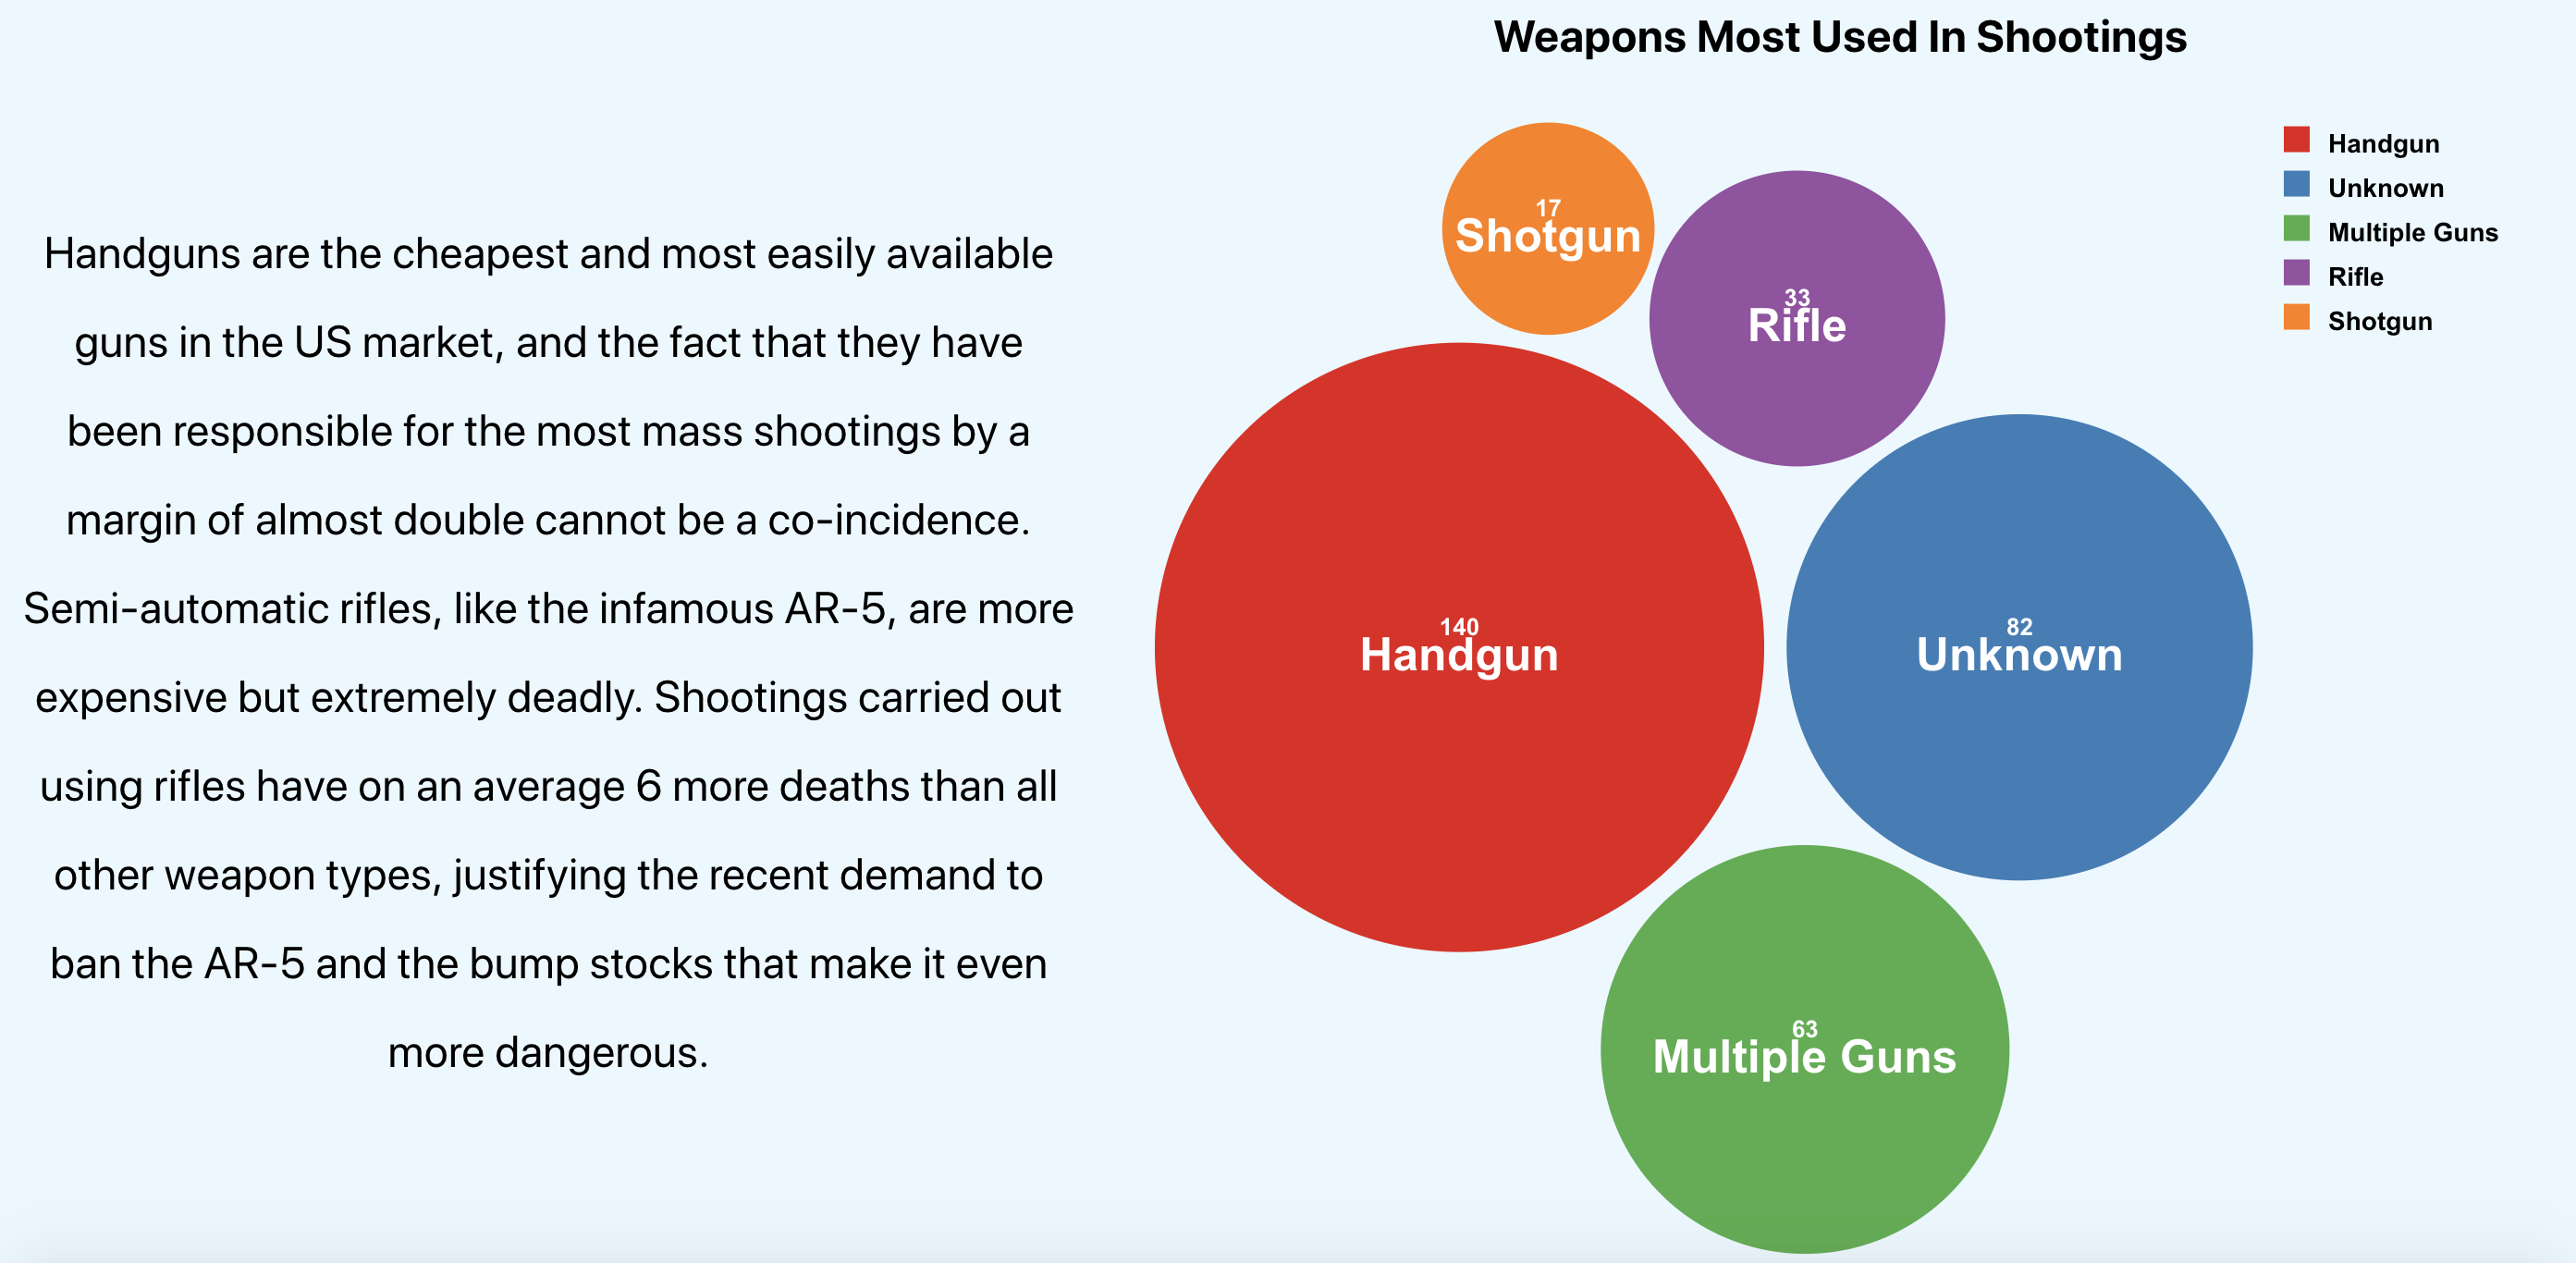 Weapons Most Used In Shootings
Handguns are the cheapest and most easily available
guns in the US market, and the fact that they have
been responsible for the most mass shootings by a
margin of almost double cannot be a co-incidence.
Semi-automatic rifles, like the infamous AR-5, are more
expensive but extremely deadly. Shootings carried out
using rifles have on an average 6 more deaths than all
other weapon types, justifying the recent demand to
ban the AR-5 and the bump stocks that make it even
more dangerous.
17
Shotgun
33
Rifle
140
Handgun
82
Unknown
63
Multiple Guns
Handgun
Unknown
Multiple Guns
Rifle
Shotgun